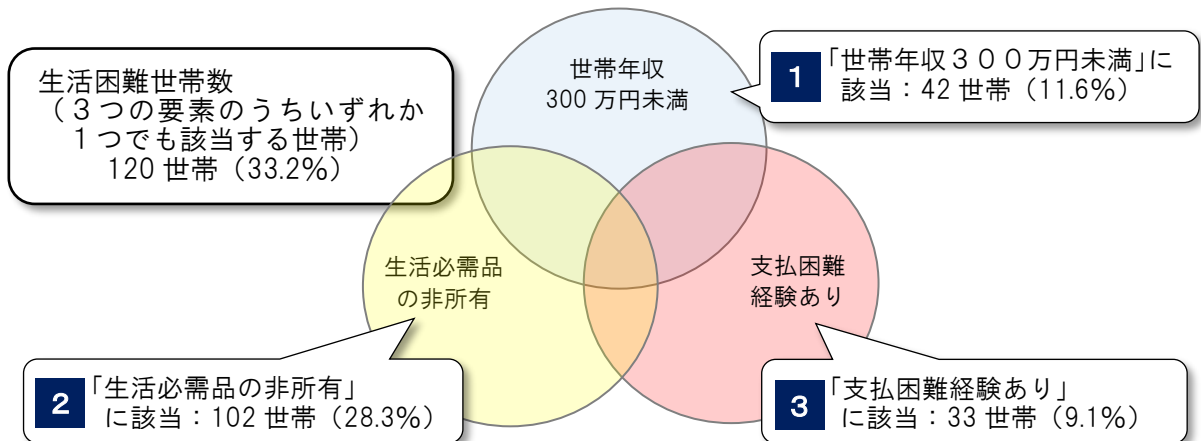 生活困難世帯数
（３つの要素のうちいずれか
１つでも該当する世帯）
120 世帯（33.2%）
世帯年収
300 万円未満
1
「世帯年収３００万円未満」に
該当：42 世帯（11.6%）
生活必需品
の非所有
支払困難
経験あり
2
「生活必需品の非所有」
に該当：102 世帯（28.3%）
3
「支払困難経験あり」
に該当：33 世帯（9.1%）